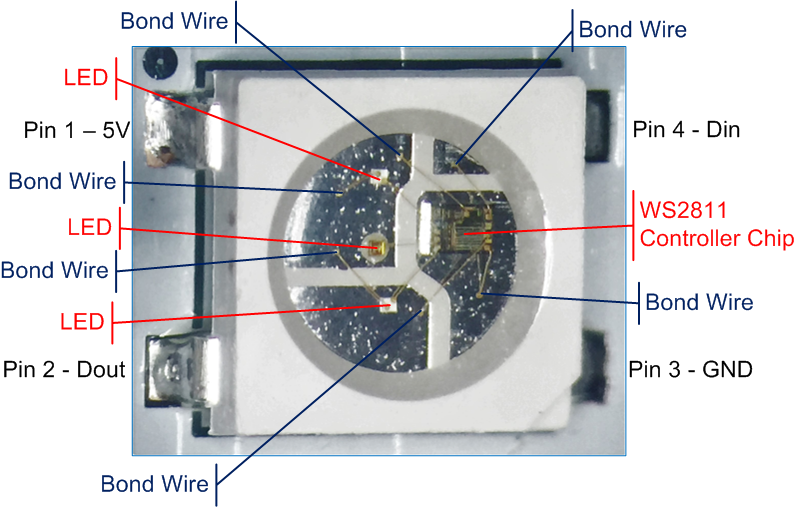 Bond Wire
Bond Wire
LED
Pin 1 – 5V
Pin 4 - Din
Bond Wire
LED
WS2811
Controller Chip
Bond Wire
Bond Wire
LED
Pin 2 - Dout
Pin 3 - GND
Bond Wire